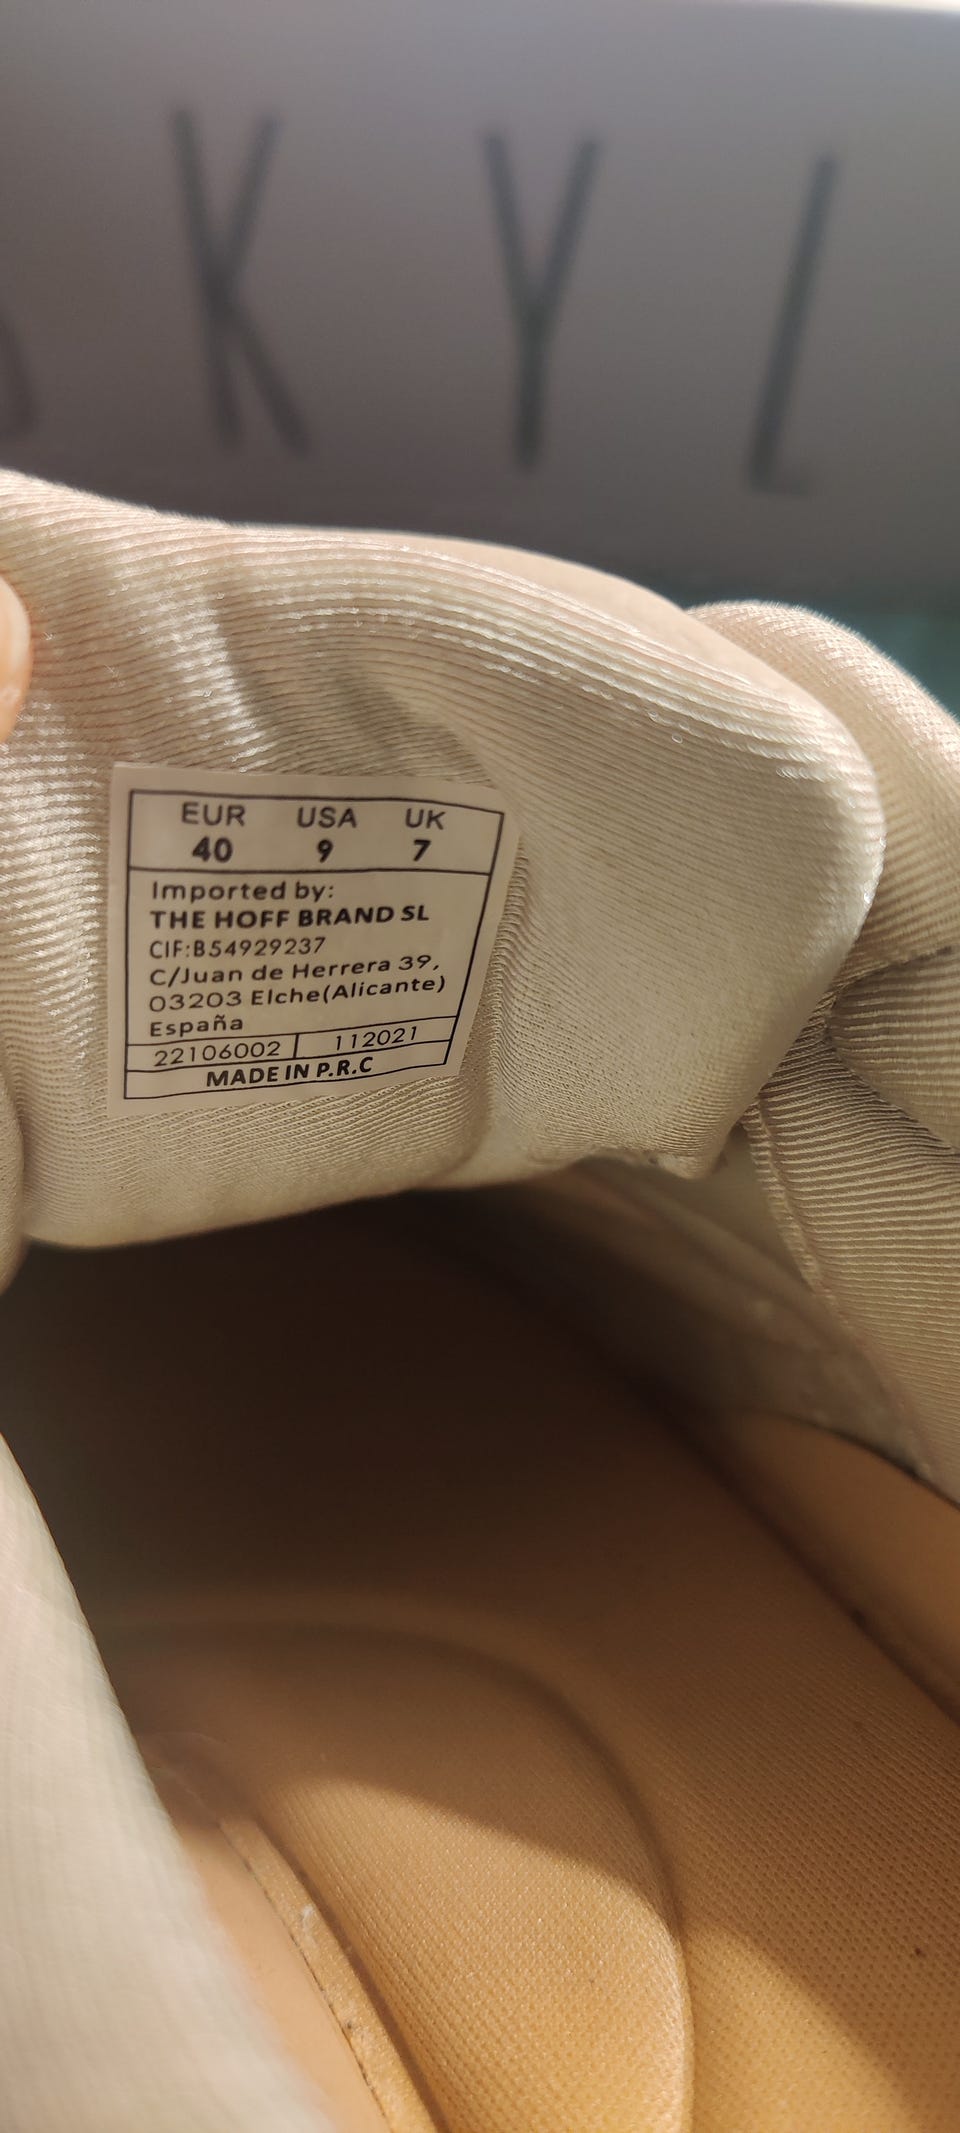 SKYL
EUR USA UK
40 9 7
Imported by:
THE HOFF BRAND SL
CIF:B54929237
C/Juan de Herrera 39,
03203 Elche(Alicante)
España
22106002 112021
MADE IN P.R.C